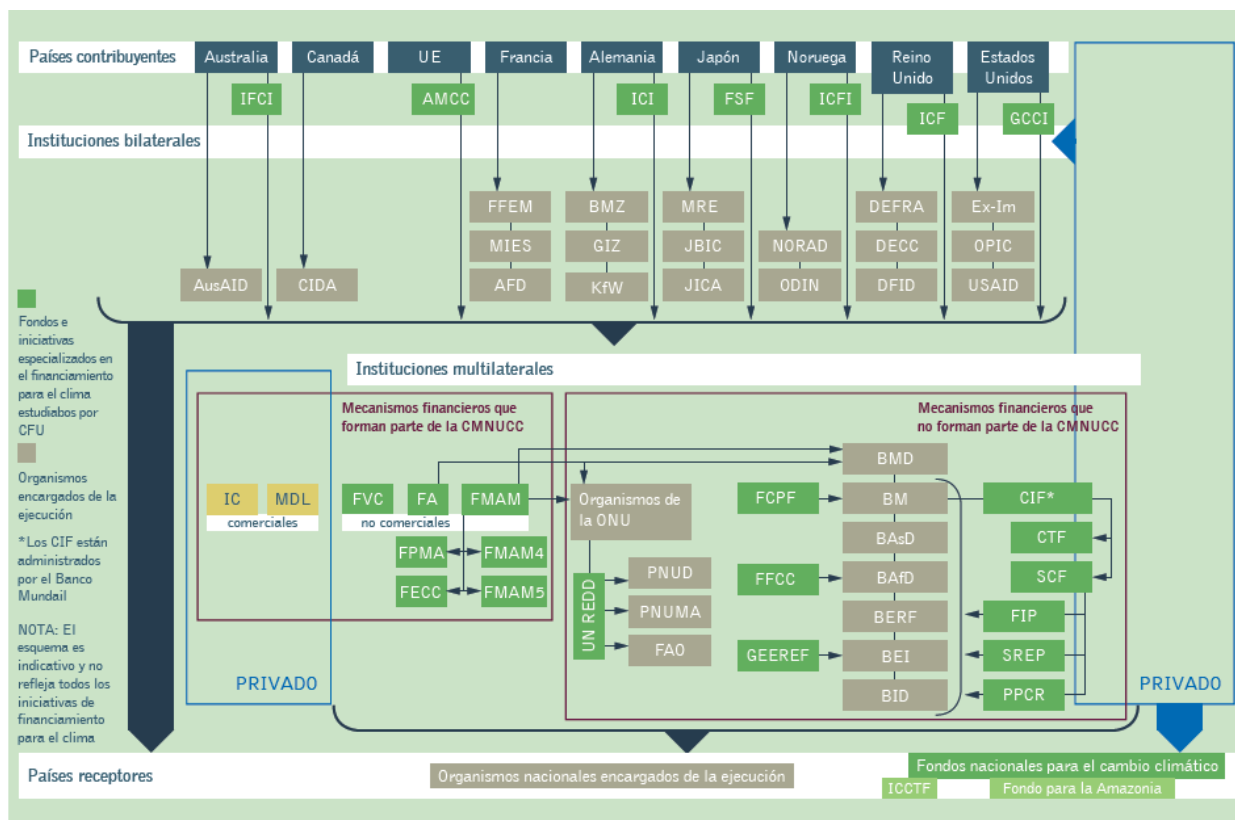 Países contribuyentes
Australia
Canadá
UE
Francia
Alemania
Japón
Noruega
Reino
Unido
Estados
Unidos
IFCI
AMCC
ICI
FSF
ICFI
ICF
GCCI
Instituciones bilaterales
FFEM
BMZ
MRE
DEFRA
Ex-Im
MIES
GIZ
JBIC
NORAD
DECC
OPIC
AusAID
CIDA
AFD
KfW
JICA
ODIN
DFID
USAID
Fondos e
iniciativas
especializados en
el financiamiento
para el clima
estudiabos por
CFU
Organismos
encargados de la
ejecución
*Los CIF están
administrados
por el Banco
Mundail
NOTA: El
esquema es
indicativo y no
refleja todos los
iniciativas de
financiamiento
para el clima
Instituciones multilaterales
Mecanismos financieros que
forman parte de la CMNUCC
Mecanismos financieros que
no forman parte de la CMNUCC
IC
MDL
comerciales
FVC
FA
FMAM
no comerciales
FPMA
FMAM4
FECC
FMAM5
Organismos de
la ONU
UN REDD
PNUD
PNUMA
FAO
BMD
FCPF
BM
CIF*
BAsD
CTF
FFCC
BAfD
SCF
BERF
FIP
GEEREF
BEI
SREP
BID
PPCR
PRIVADO
PRIVADO
Países receptores
Organismos nacionales encargados de la ejecución
Fondos nacionales para el cambio climático
ICCTF
Fondo para la Amazonia